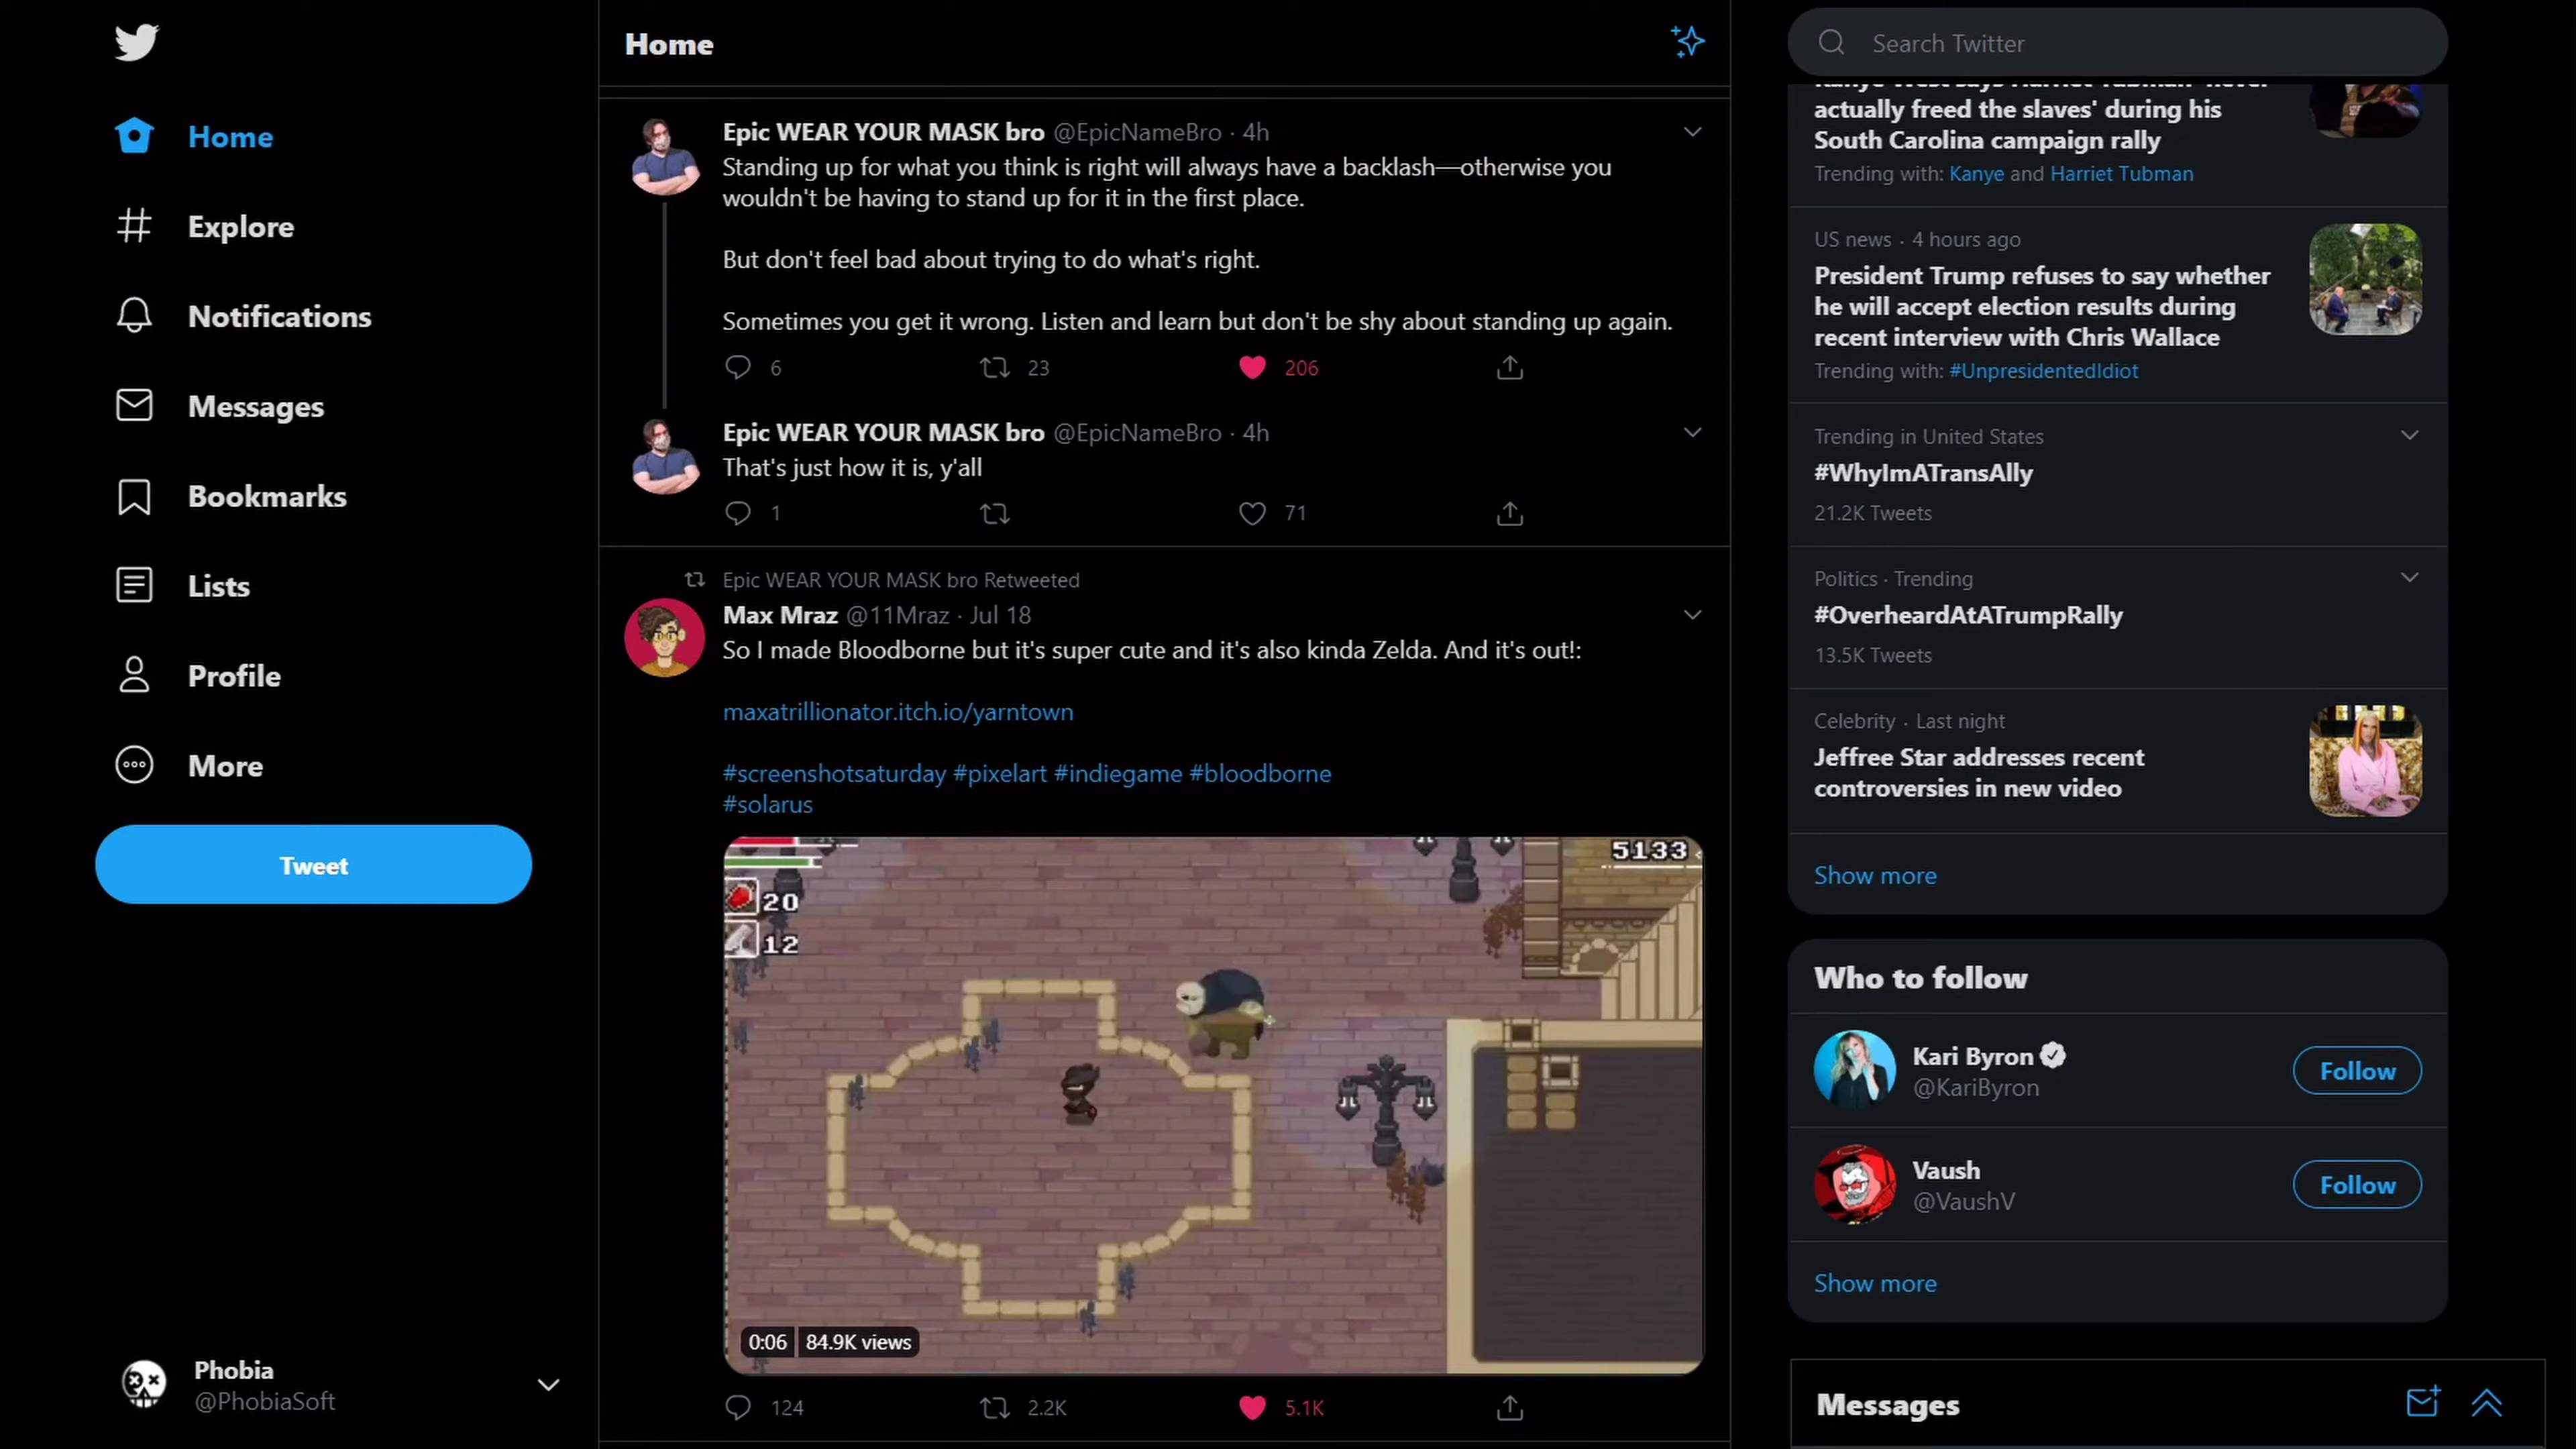 Home
Explore
Notifications
Messages
Bookmarks
Lists
Profile
More
Tweet
Phobia
@PhobiaSoft
Home
Epic WEAR YOUR MASK bro @EpicNameBro · 4h
Standing up for what you think is right will always have a backlash—otherwise you
wouldn't be having to stand up for it in the first place.
But don't feel bad about trying to do what's right.
Sometimes you get it wrong. Listen and learn but don't be shy about standing up again.
6 23 206
Epic WEAR YOUR MASK bro @EpicNameBro · 4h
That's just how it is, y'all
1 71
Epic WEAR YOUR MASK bro Retweeted
Max Mraz @11Mraz · Jul 18
So I made Bloodborne but it's super cute and it's also kinda Zelda. And it's out!:
maxatrillionator.itch.io/yarntown
#screenshotsaturday #pixelart #indiegame #bloodborne
#solarus
5133
20
12
0:06 84.9K views
124 2.2K 5.1K
Search Twitter
Kanye West says Harriet Tubman 'never
actually freed the slaves' during his
South Carolina campaign rally
Trending with: Kanye and Harriet Tubman
US news · 4 hours ago
President Trump refuses to say whether
he will accept election results during
recent interview with Chris Wallace
Trending with: #UnpresidentedIdiot
Trending in United States
#WhyImATransAlly
21.2K Tweets
Politics · Trending
#OverheardAtATrumpRally
13.5K Tweets
Celebrity · Last night
Jeffree Star addresses recent
controversies in new video
Show more
Who to follow
Kari Byron
@KariByron
Follow
Vaush
@VaushV
Follow
Show more
Messages